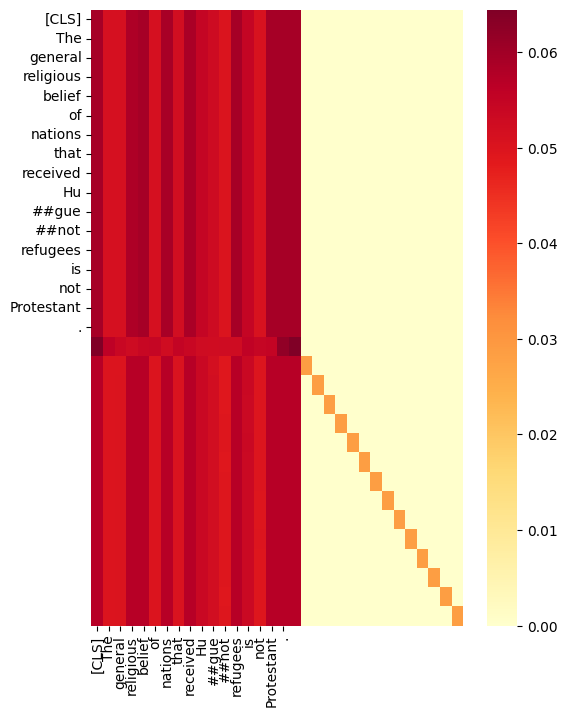 [CLS]
The
general
religious
belief
of
nations
that
received
Hu
##gue
##not
refugees
is
not
Protestant
.
0.06
0.05
0.04
0.03
0.02
0.01
0.00
[CLS]
The
general
religious
belief
of
nations
that
received
Hu
##gue
##not
refugees
is
not
Protestant
.